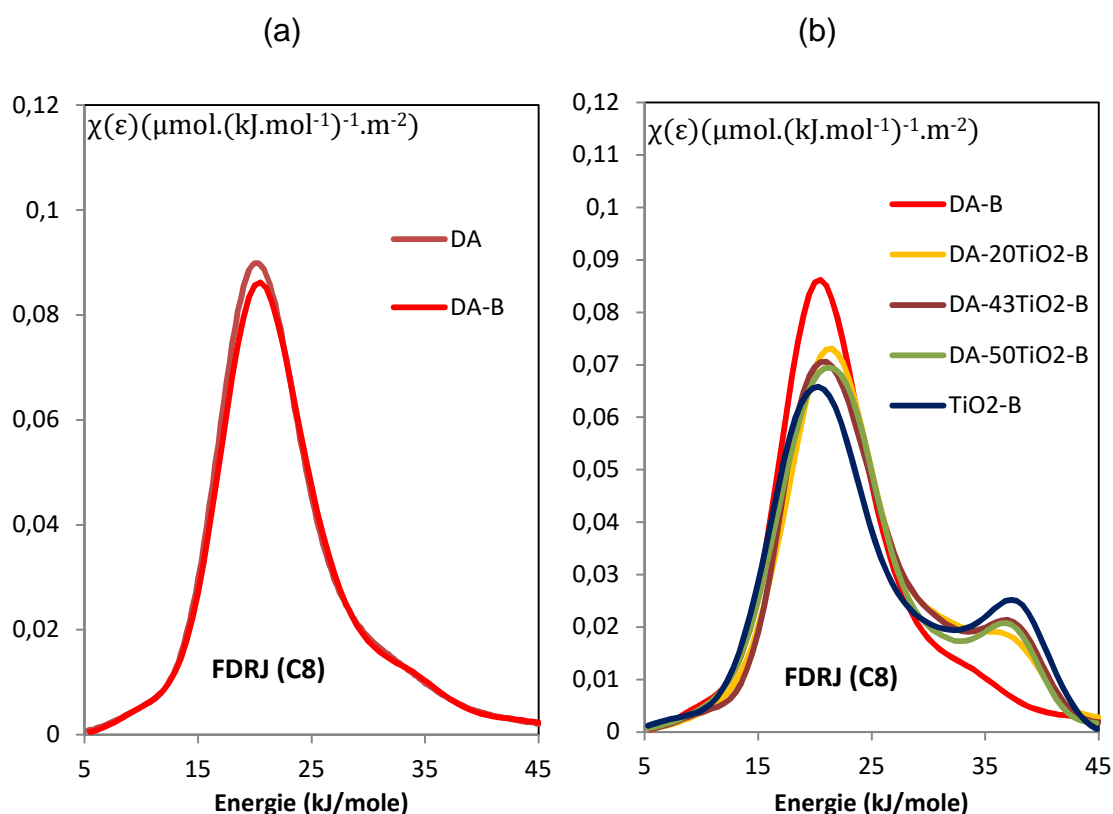 (a)
χ(ε)(μmol.(kJ.mol⁻¹)⁻¹.m⁻²)
0,12
0,1
0,08
0,06
0,04
0,02
0
DA
DA-B
FDRJ (C8)
5 15 25 35 45
Energie (kJ/mole)
(b)
χ(ε)(μmol.(kJ.mol⁻¹)⁻¹.m⁻²)
0,12
0,11
0,1
0,09
0,08
0,07
0,06
0,05
0,04
0,03
0,02
0,01
0
DA-B
DA-20TiO2-B
DA-43TiO2-B
DA-50TiO2-B
TiO2-B
FDRJ (C8)
5 15 25 35 45
Energie (kJ/mole)